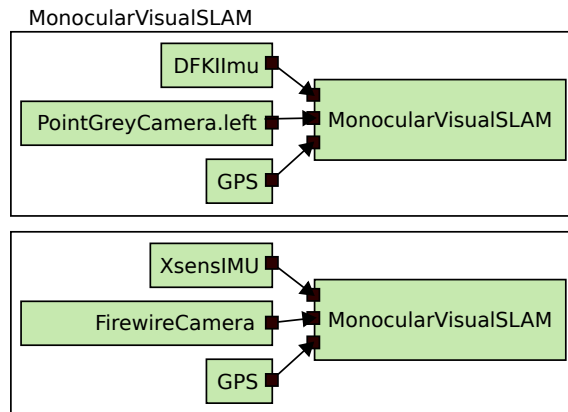 MonocularVisualSLAM
DFKIImu
PointGreyCamera.left
MonocularVisualSLAM
GPS
XsensIMU
FirewireCamera
MonocularVisualSLAM
GPS